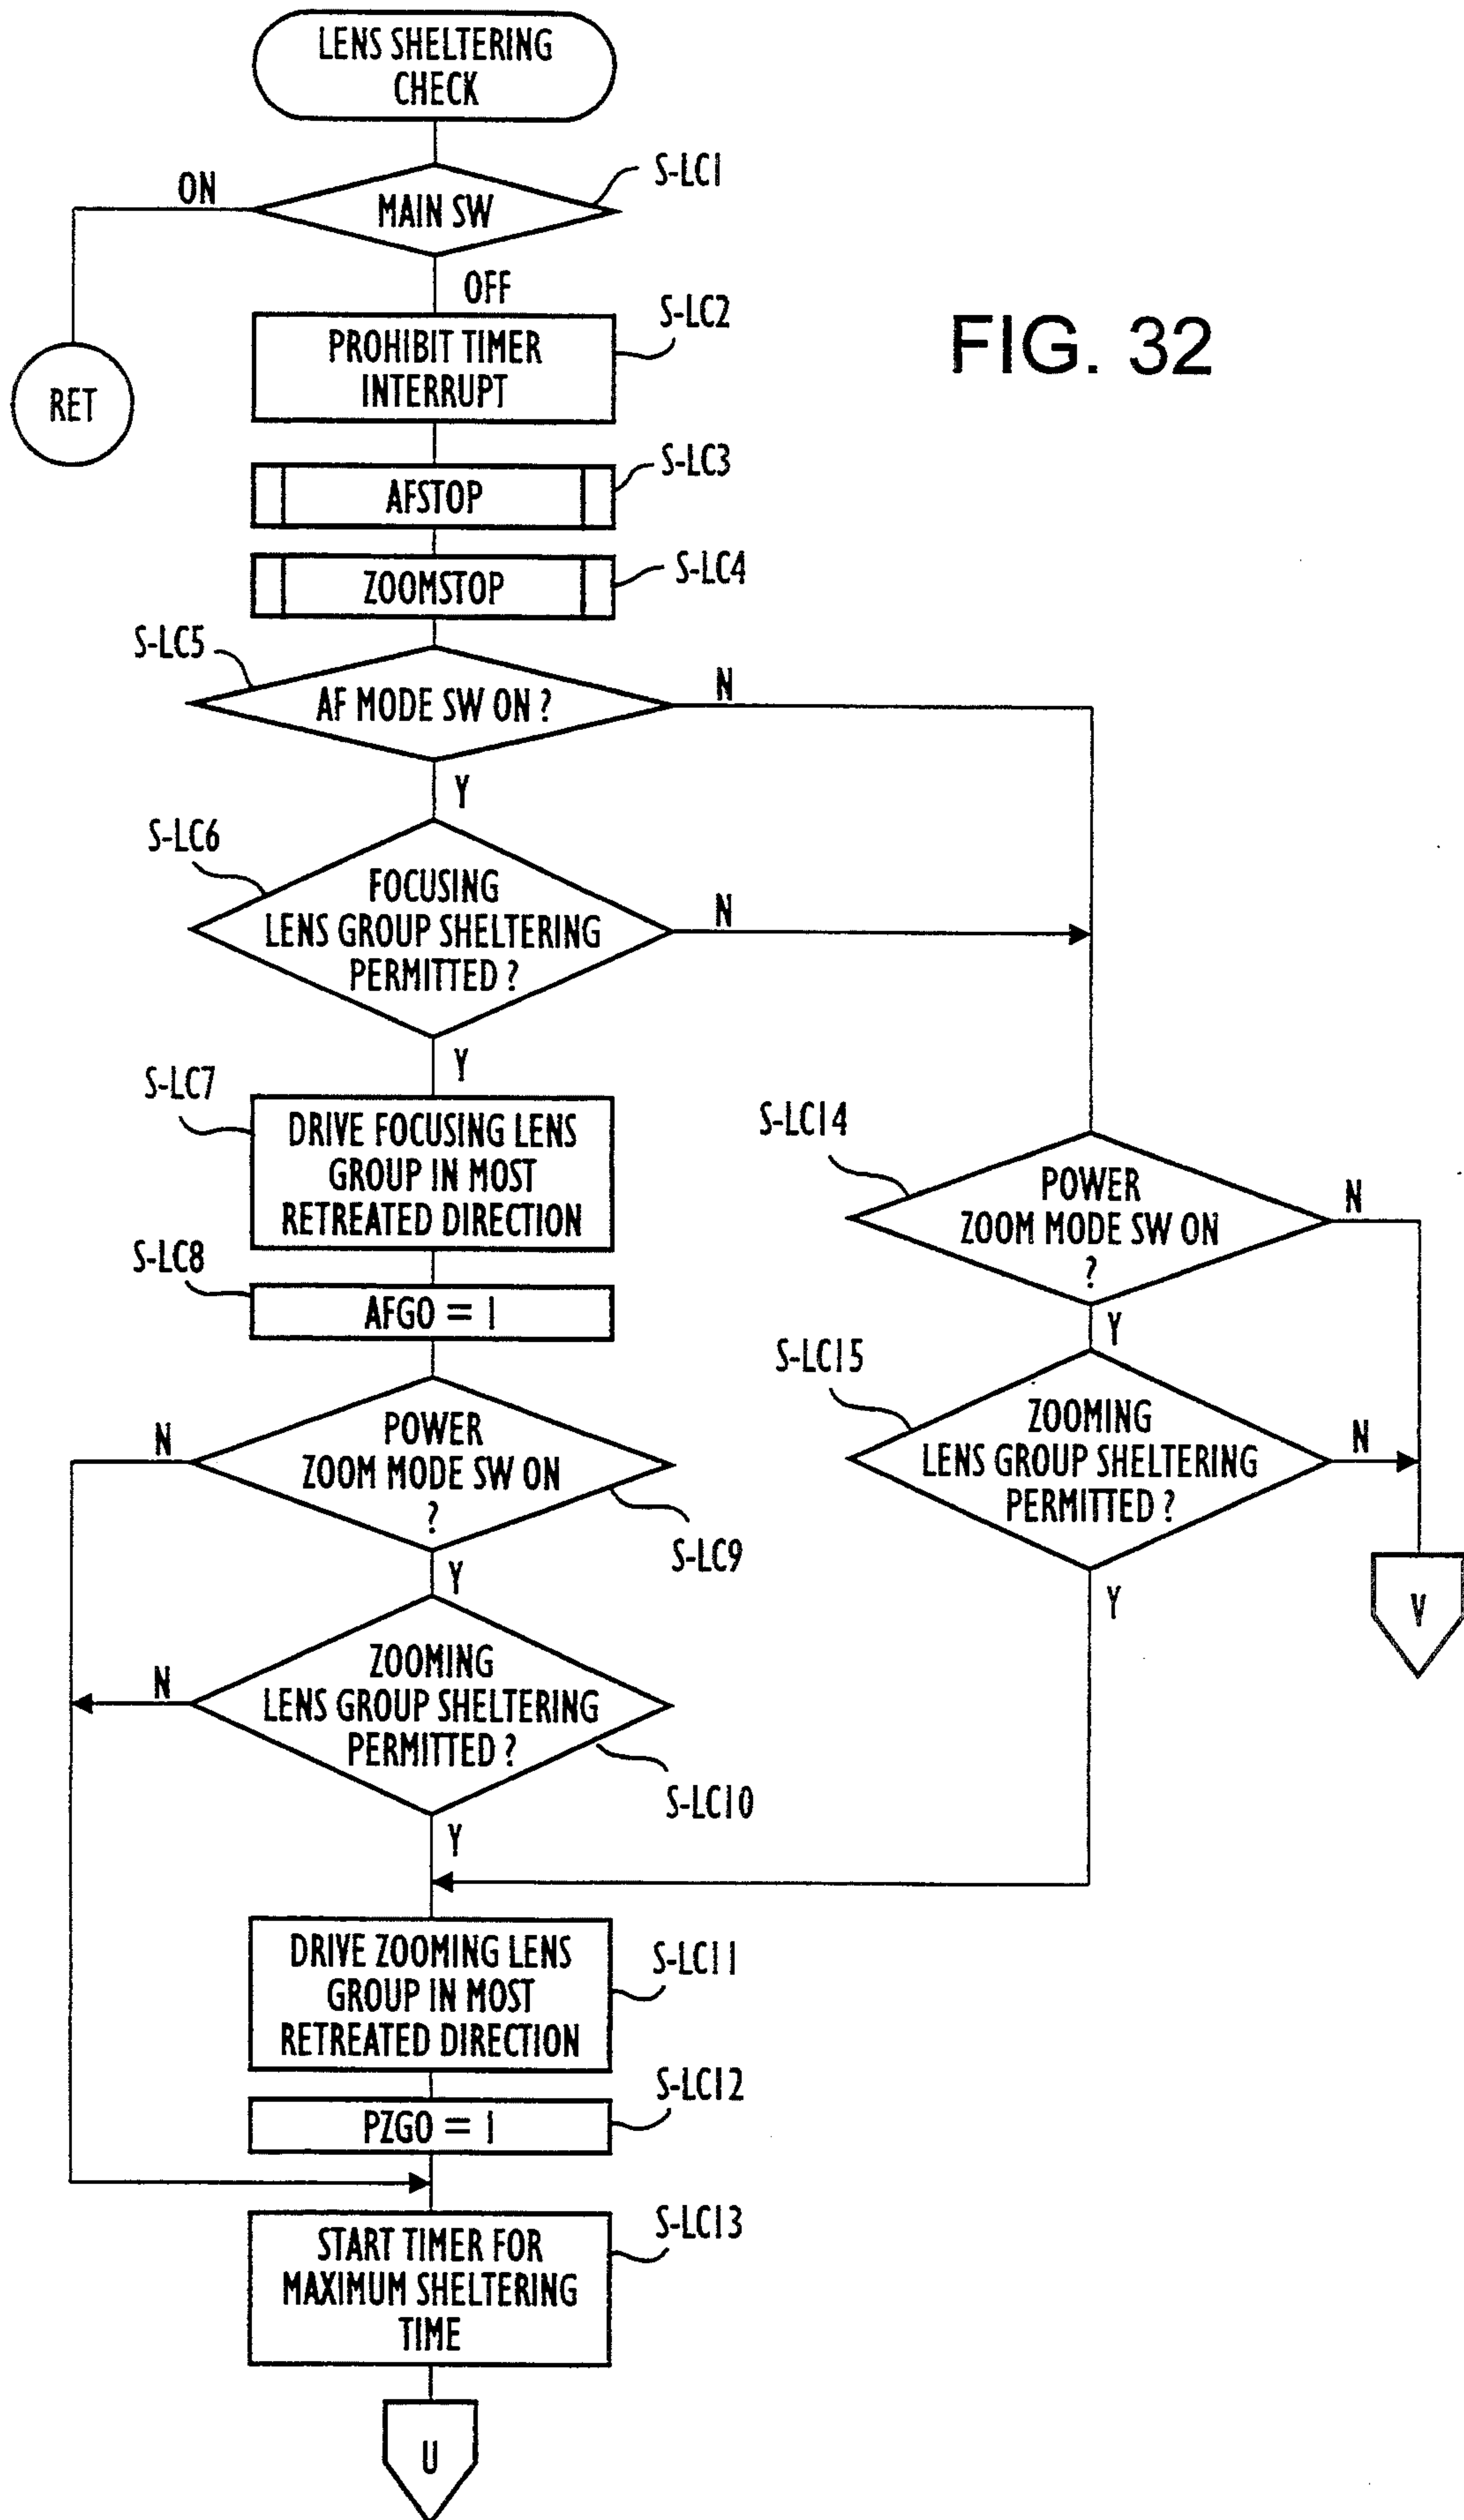 LENS SHELTERING
CHECK
S-LC1
ON
MAIN SW
OFF
S-LC2
PROHIBIT TIMER
INTERRUPT
FIG. 32
RET
S-LC3
AFSTOP
S-LC4
ZOOMSTOP
S-LC5
AF MODE SW ON ?
N
Y
S-LC6
FOCUSING
LENS GROUP SHELTERING
PERMITTED ?
N
Y
S-LC7
DRIVE FOCUSING LENS
GROUP IN MOST
RETREATED DIRECTION
S-LC14
POWER
ZOOM MODE SW ON
?
N
Y
S-LC8
AFGO = 1
S-LC15
ZOOMING
LENS GROUP SHELTERING
PERMITTED ?
N
Y
V
POWER
ZOOM MODE SW ON
?
N
S-LC9
Y
ZOOMING
LENS GROUP SHELTERING
PERMITTED ?
N
S-LC10
Y
DRIVE ZOOMING LENS
GROUP IN MOST
RETREATED DIRECTION
S-LC11
S-LC12
PZGO = 1
S-LC13
START TIMER FOR
MAXIMUM SHELTERING
TIME
U